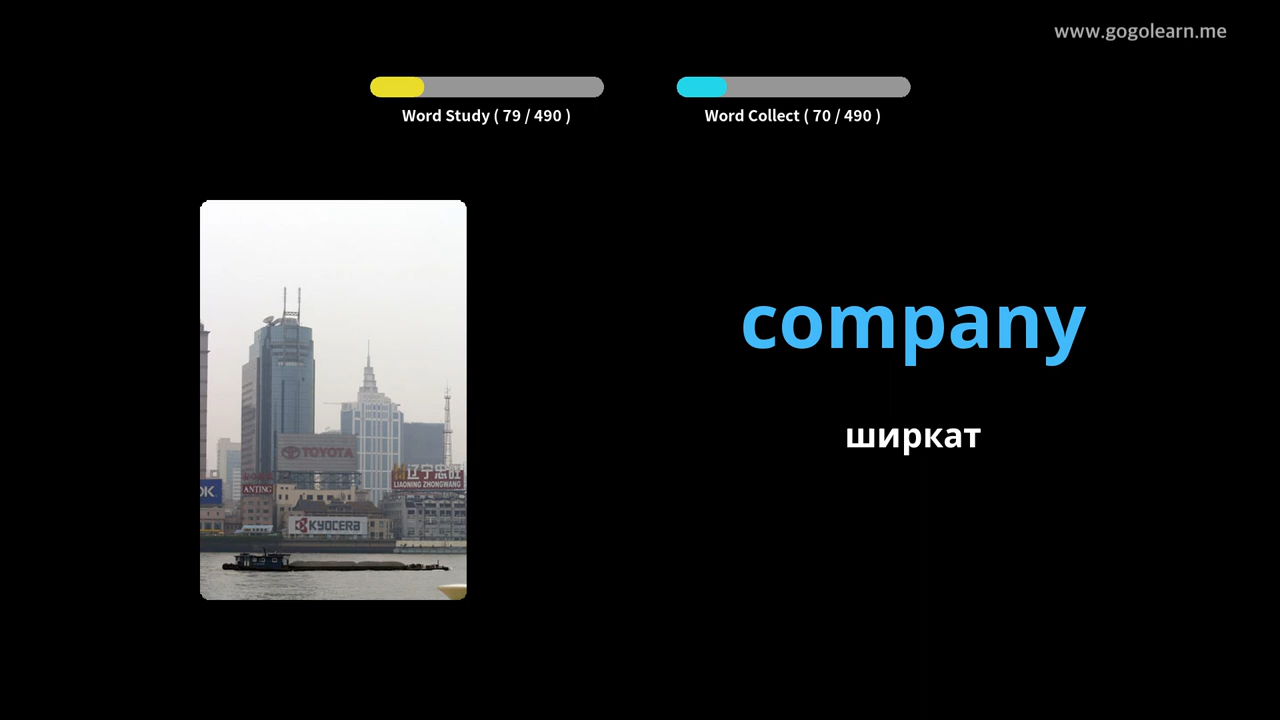 www.gogolearn.me
Word Study ( 79 / 490 )
Word Collect ( 70 / 490 )
company
ширкат
TOYOTA
辽宁忠旺
LIAONING ZHONGWANG
ANTING
KYOCERA